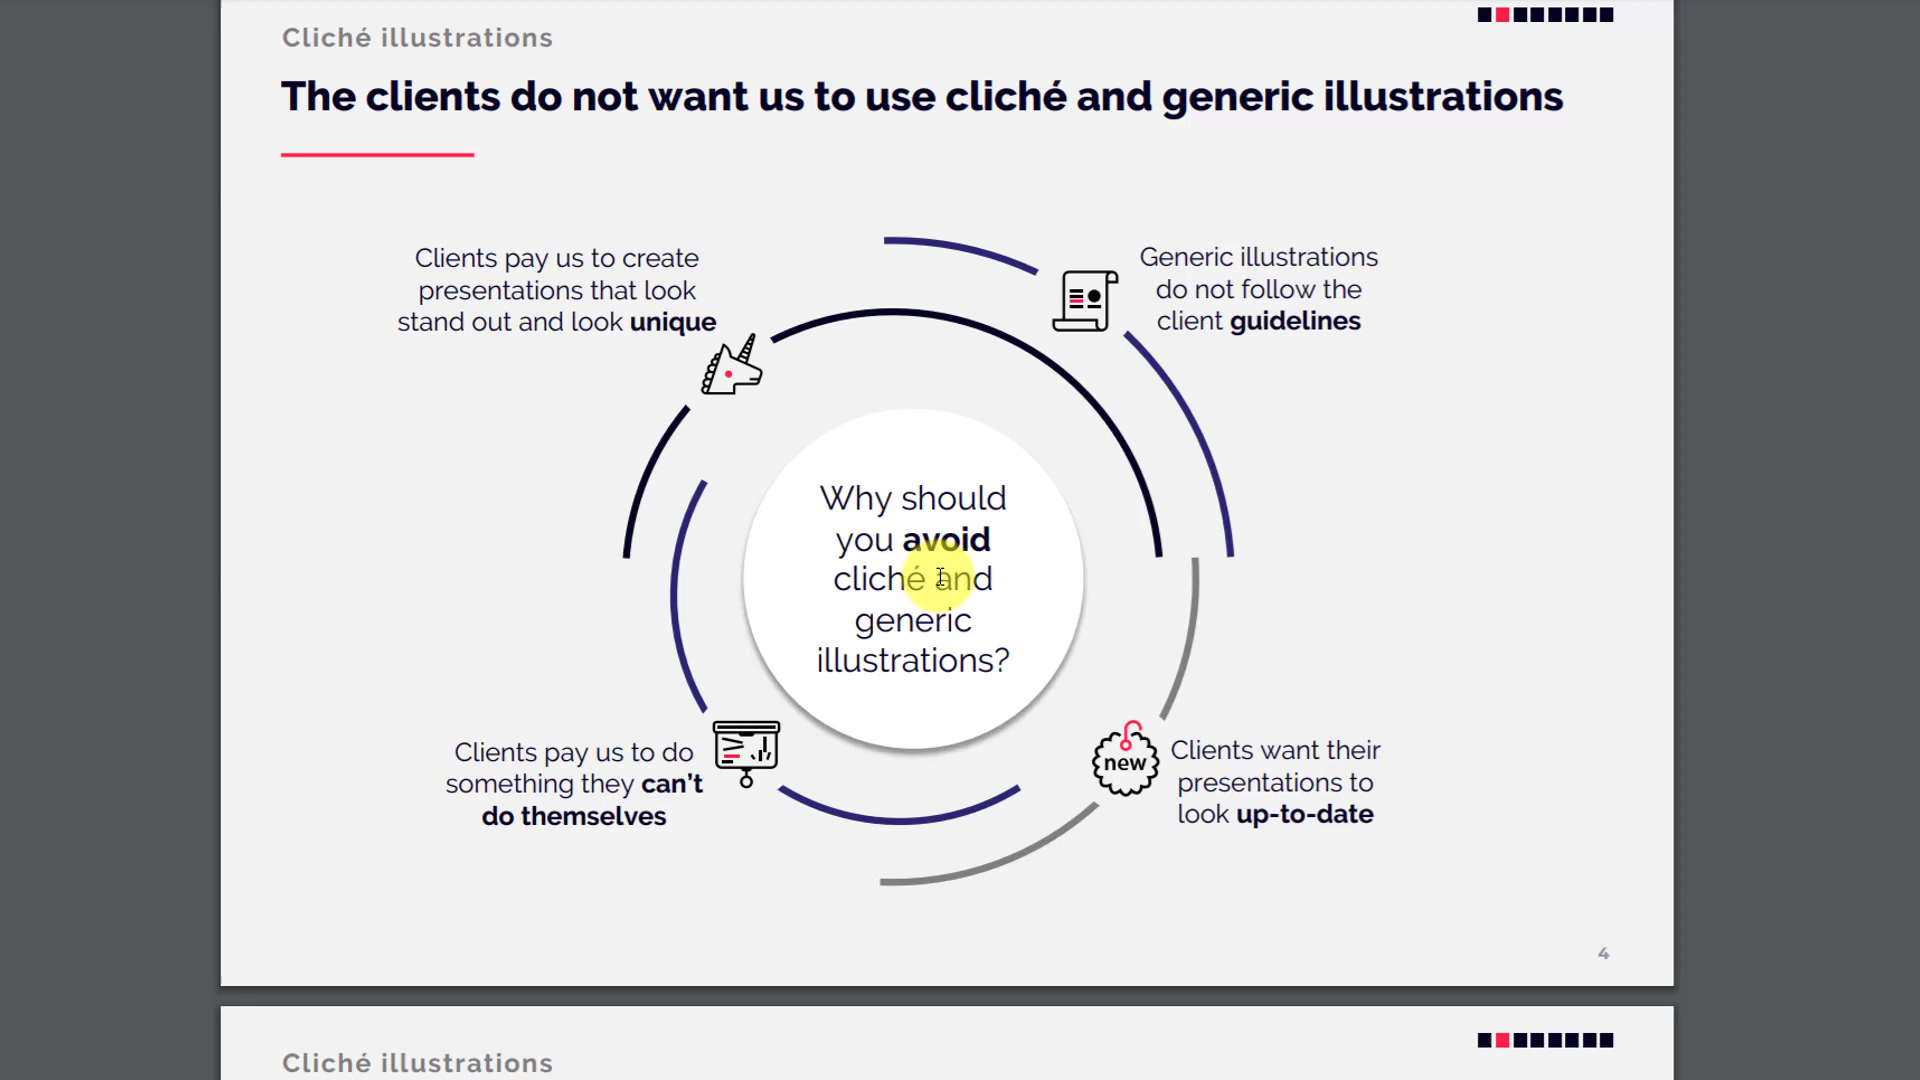 Cliché illustrations
The clients do not want us to use cliché and generic illustrations
Clients pay us to create
presentations that look
stand out and look unique
Generic illustrations
do not follow the
client guidelines
Why should
you avoid
cliché and
generic
illustrations?
Clients pay us to do
something they can't
do themselves
new
Clients want their
presentations to
look up-to-date
4
Cliché illustrations